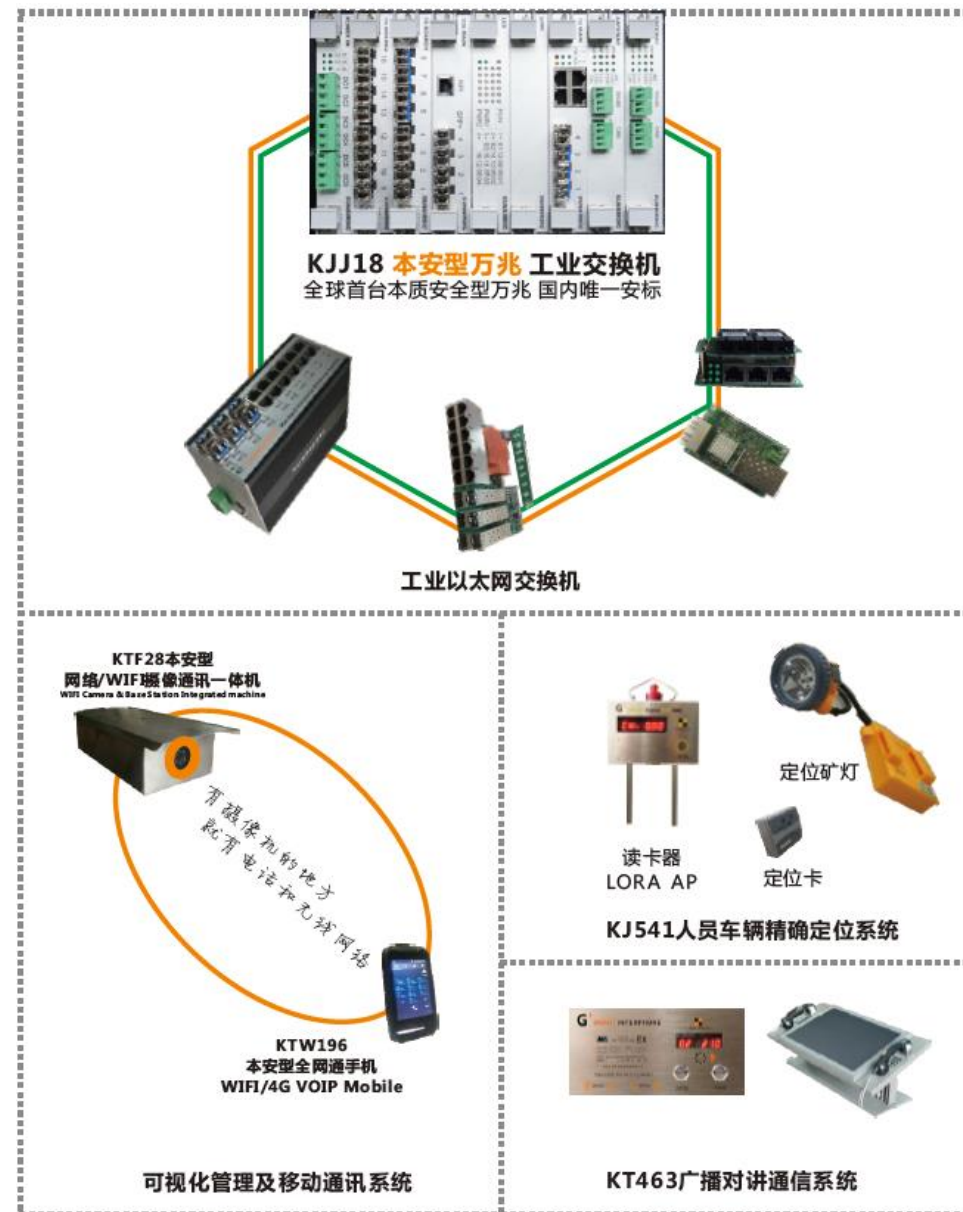 KJJ18 本安型万兆 工业交换机
全球首台本质安全型万兆 国内唯一安标
工业以太网交换机
KTF28本安型
网络/WIFI摄像通讯一体机
WIFI Camera & Base Station Integrated machine
有摄像机的地方
就有电话和无线网络
KTW196
本安型全网通手机
WIFI/4G VOIP Mobile
可视化管理及移动通讯系统
定位矿灯
读卡器
LORA AP
定位卡
KJ541人员车辆精确定位系统
KT463广播对讲通信系统